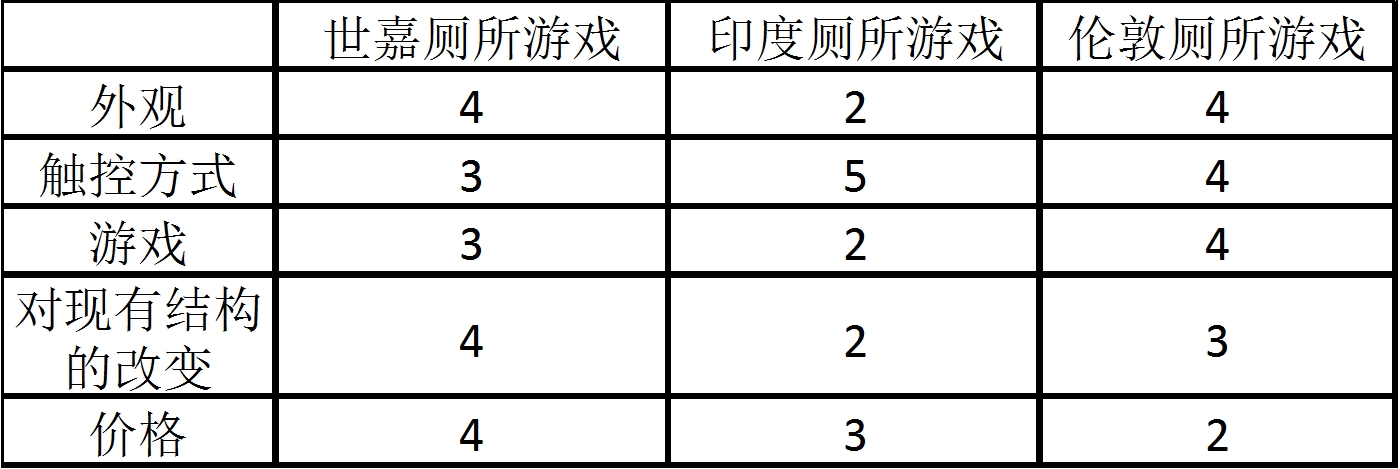 世嘉厕所游戏 印度厕所游戏 伦敦厕所游戏
外观 4 2 4
触控方式 3 5 4
游戏 3 2 4
对现有结构
的改变 4 2 3
价格 4 3 2